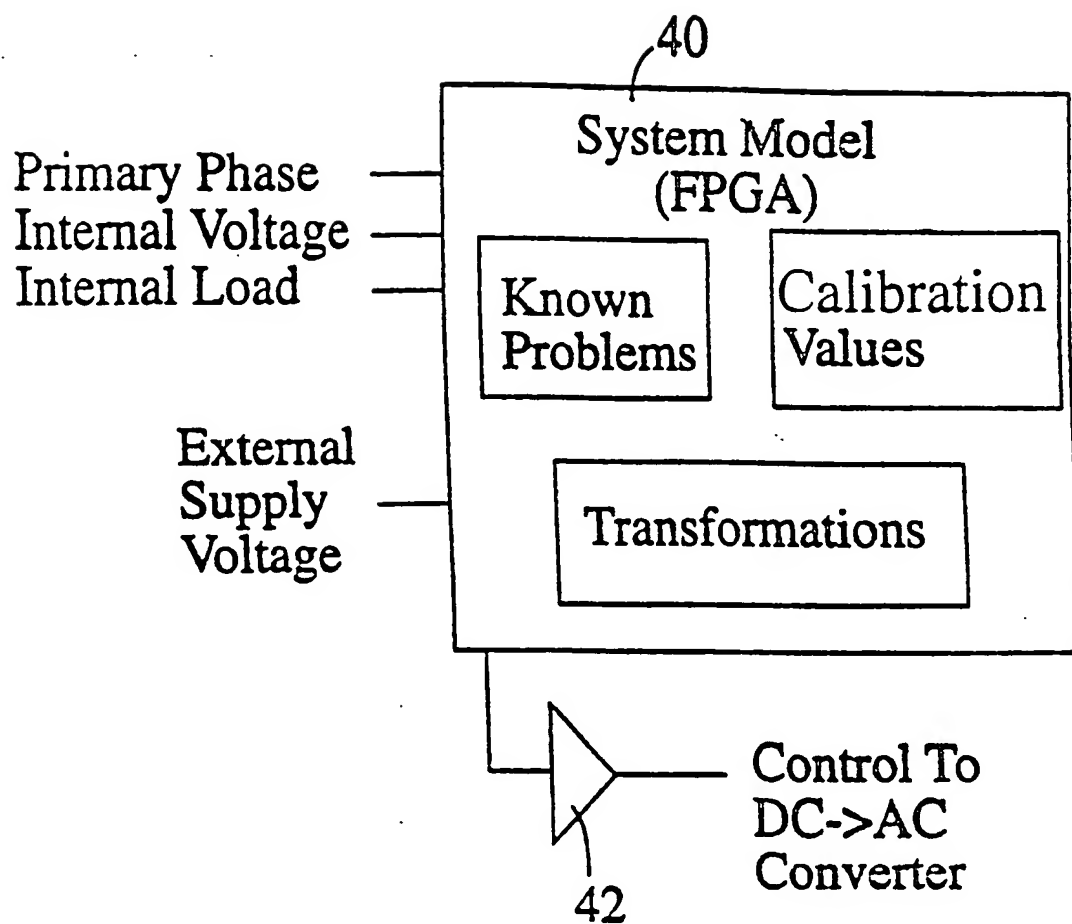 40
System Model
(FPGA)
Primary Phase
Internal Voltage
Internal Load
Known
Problems
Calibration
Values
External
Supply
Voltage
Transformations
Control To
DC->AC
Converter
42